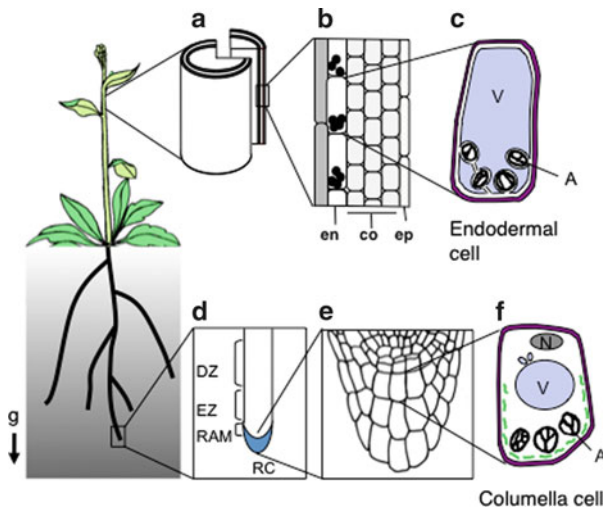 a
b
c
V
A
en co ep
Endodermal
cell
d
e
f
DZ
EZ
RAM
RC
g
N
V
A
Columella cell